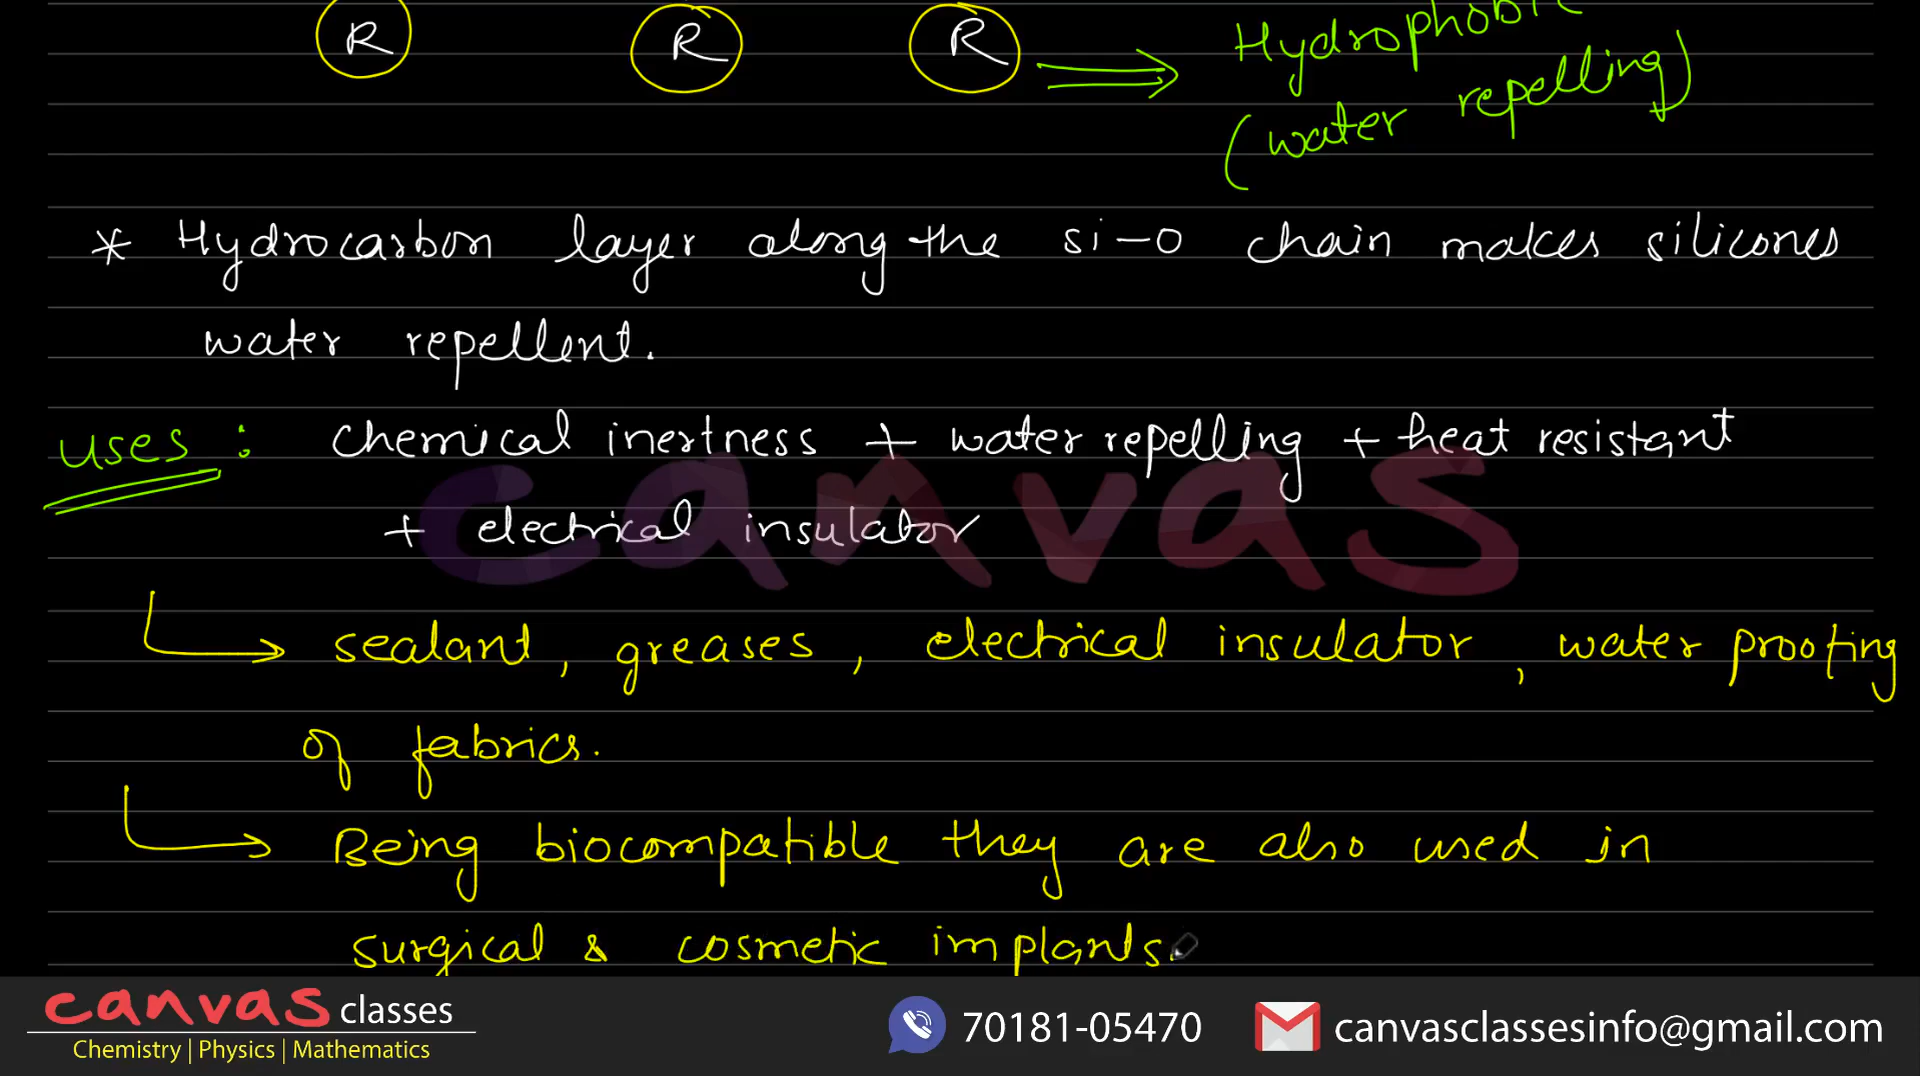 R R R Hydrophobi
(water repelling)
* Hydrocarbon layer along the si-o chain makes silicones
water repellent.
uses : chemical inertness + water repelling + heat resistant
+ electrical insulator
canvas
sealant, greases, electrical insulator, water proofing
of fabrics.
Being biocompatible they are also used in
surgical & cosmetic implants.
canvas classes
Chemistry | Physics | Mathematics
70181-05470
canvasclassesinfo@gmail.com